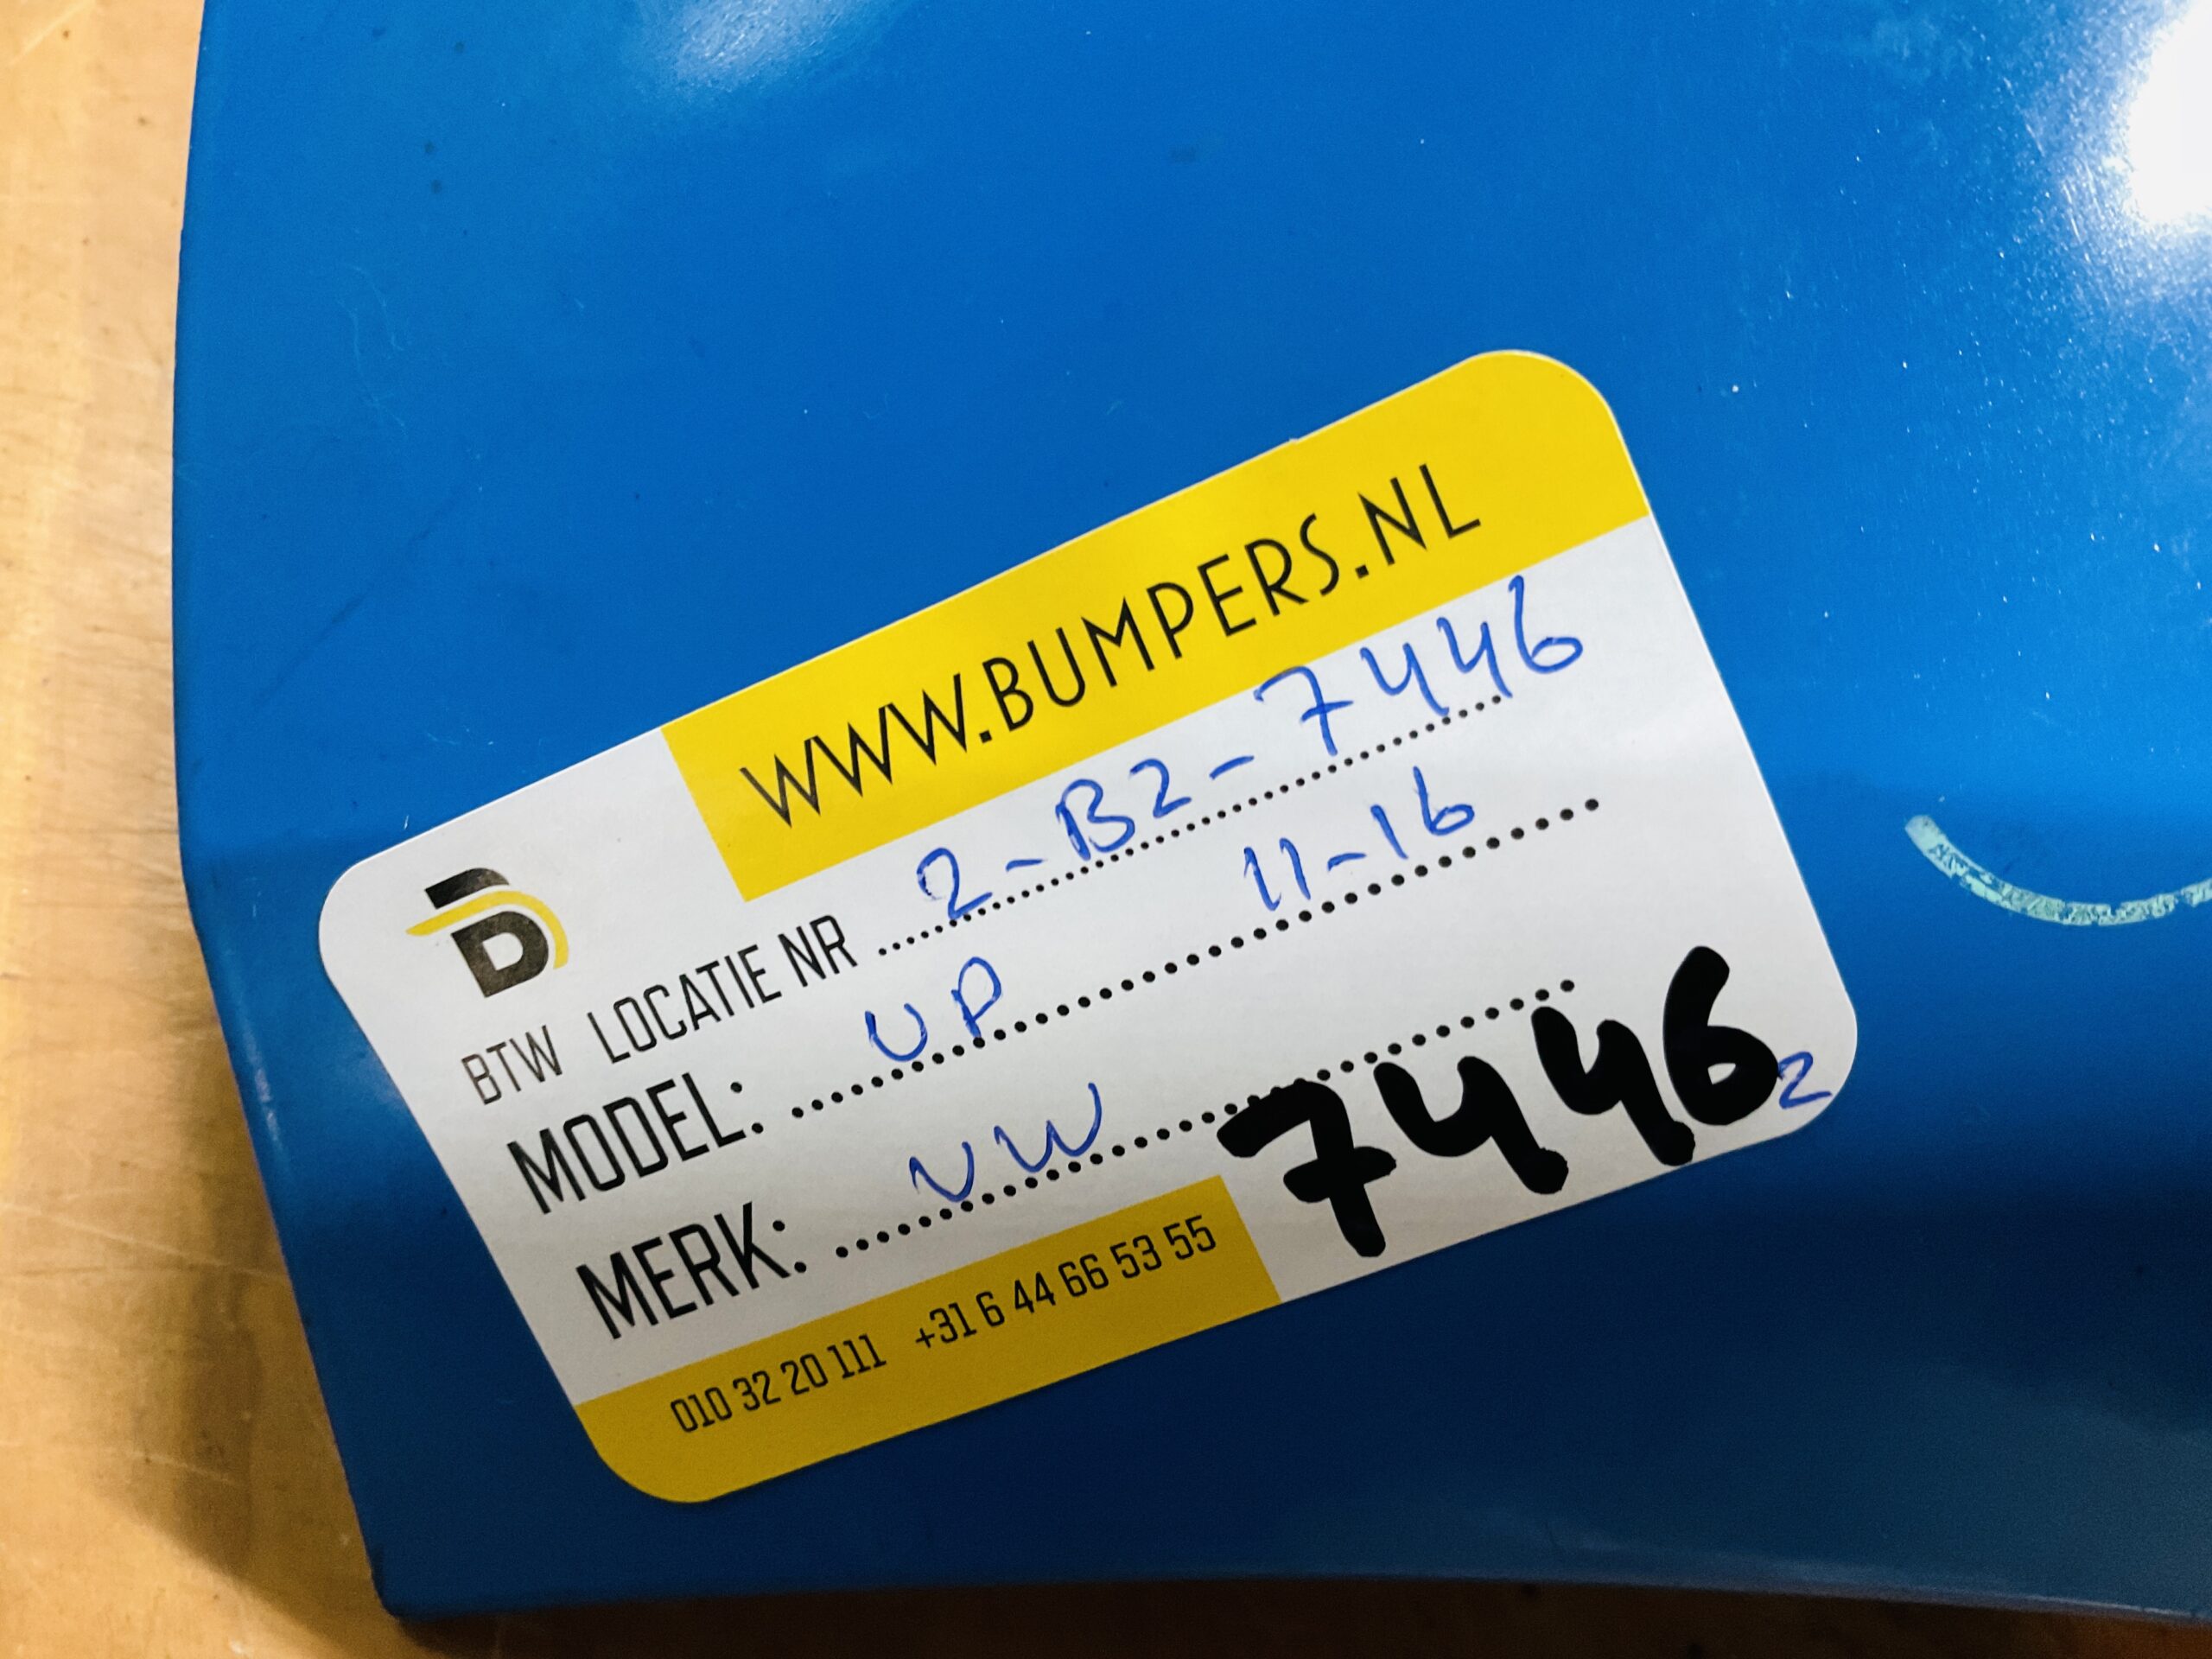 WWW.BUMPERS.NL
B
BTW LOCATIE NR 2-B2-7446
MODEL: UP 11-16
MERK: VW
7446 2
010 32 20 111 +31 6 44 66 53 55